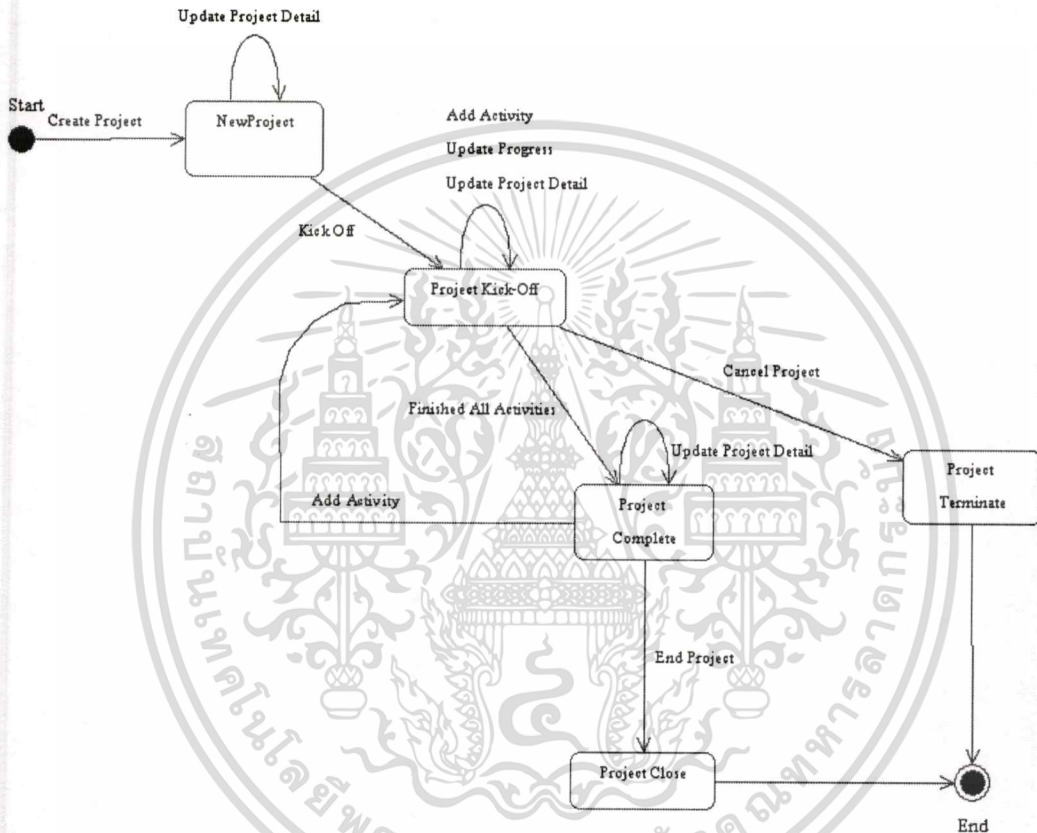 Update Project Detail
Start
Create Project
NewProject
Add Activity
Update Progress
Update Project Detail
Kick Off
Project Kick-Off
Cancel Project
Finished All Activities
Update Project Detail
Project
Terminate
Add Activity
Project
Complete
End Project
Project Close
End